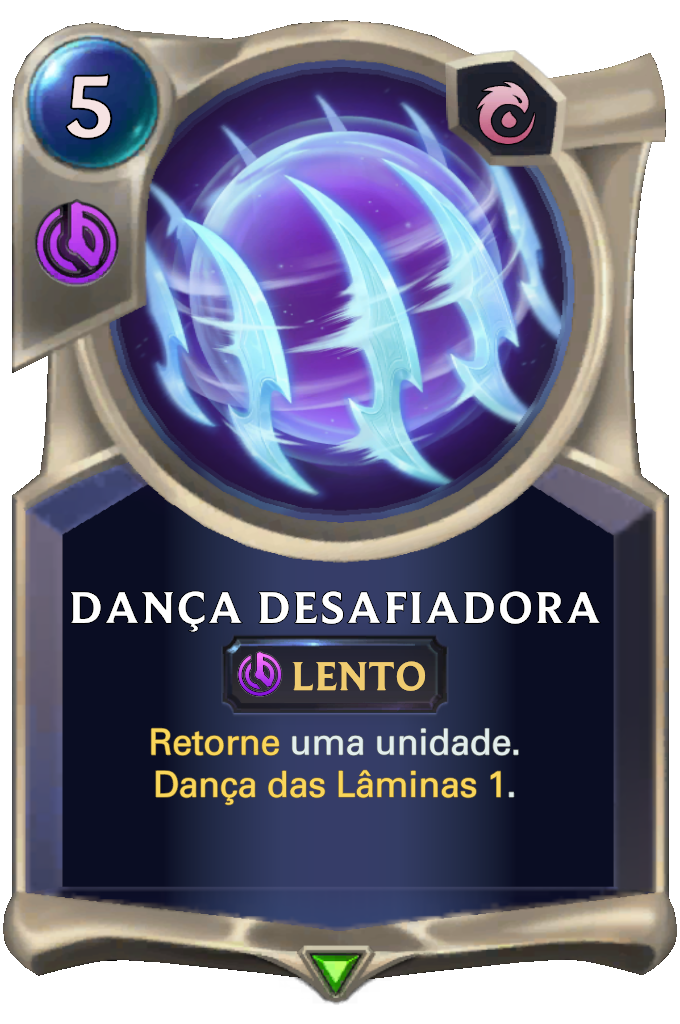 5
DANÇA DESAFIADORA
LENTO
Retorne uma unidade.
Dança das Lâminas 1.